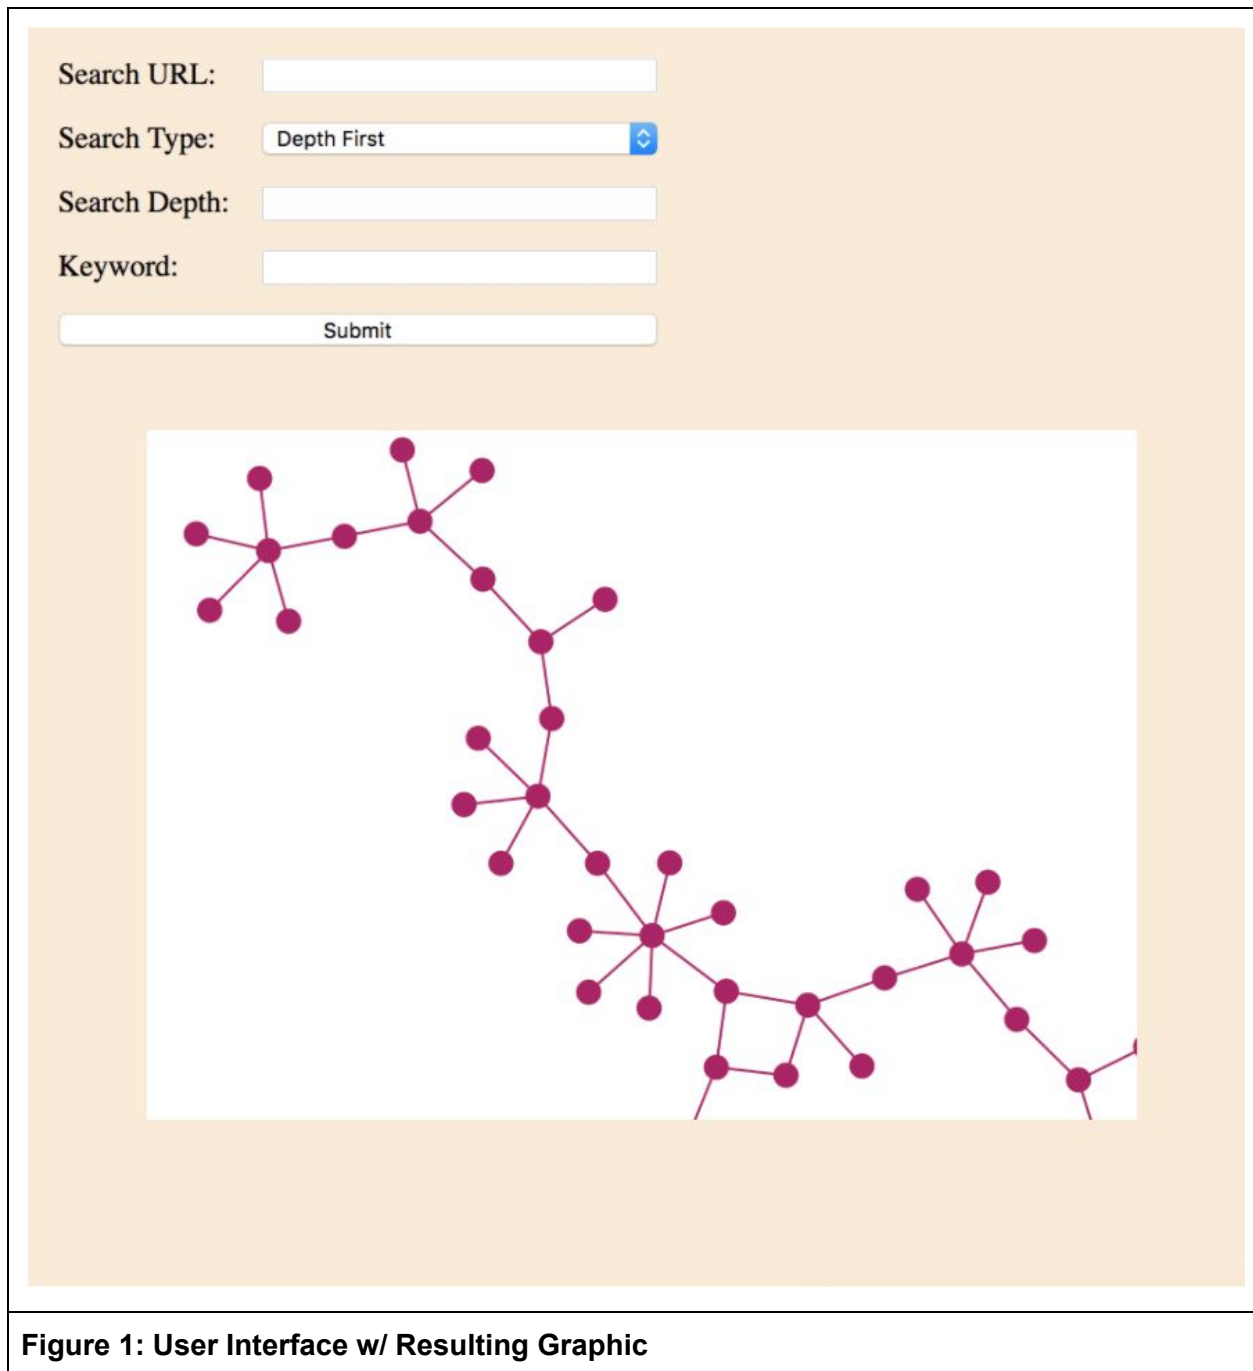 Search URL:
Search Type: Depth First
Search Depth:
Keyword:
Submit
Figure 1: User Interface w/ Resulting Graphic